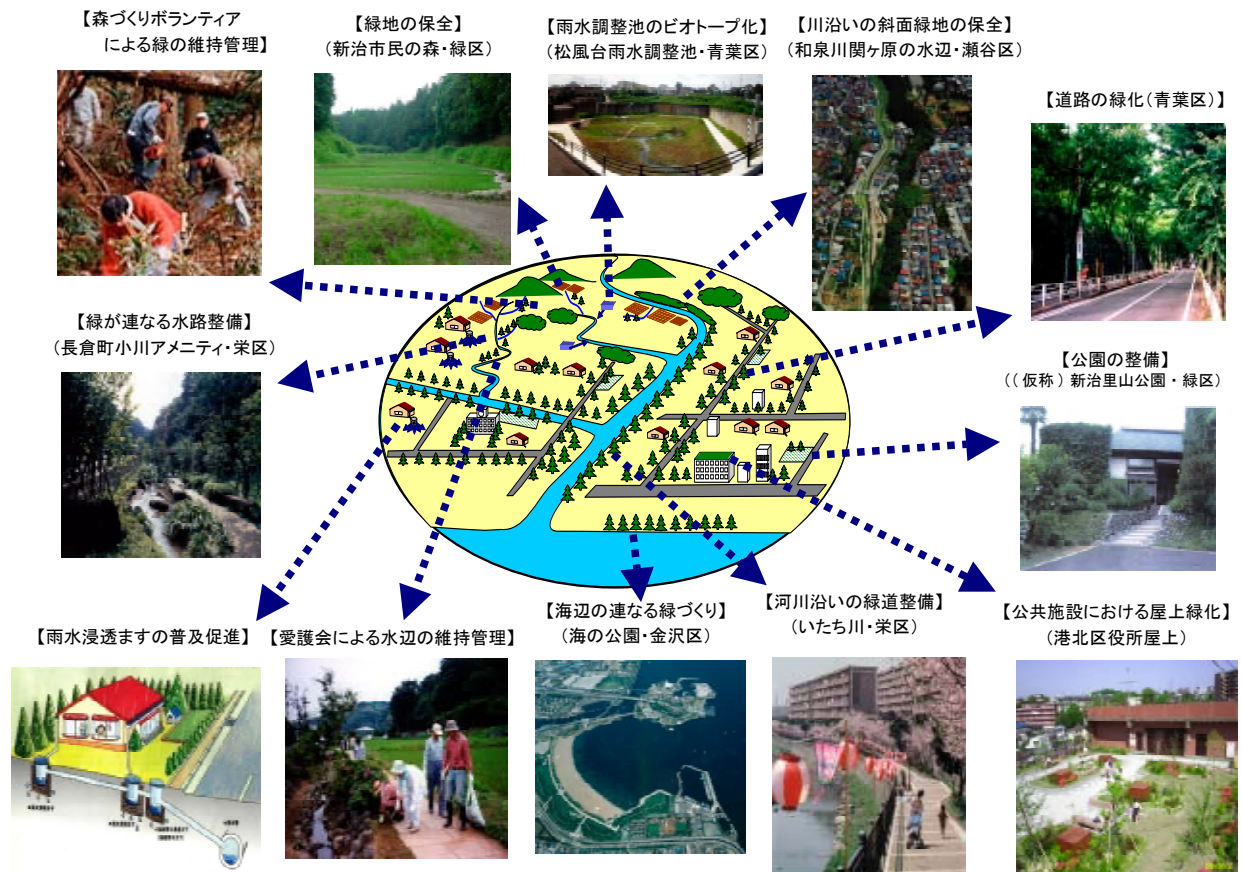 【森づくりボランティア
による緑の維持管理】
【緑地の保全】
(新治市民の森・緑区)
【雨水調整池のビオトープ化】
(松風台雨水調整池・青葉区)
【川沿いの斜面緑地の保全】
(和泉川関ヶ原の水辺・瀬谷区)
【道路の緑化(青葉区)】
【緑が連なる水路整備】
(長倉町小川アメニティ・栄区)
【公園の整備】
((仮称)新治里山公園・緑区)
【雨水浸透ますの普及促進】
【愛護会による水辺の維持管理】
【海辺の連なる緑づくり】
(海の公園・金沢区)
【河川沿いの緑道整備】
(いたち川・栄区)
【公共施設における屋上緑化】
(港北区役所屋上)